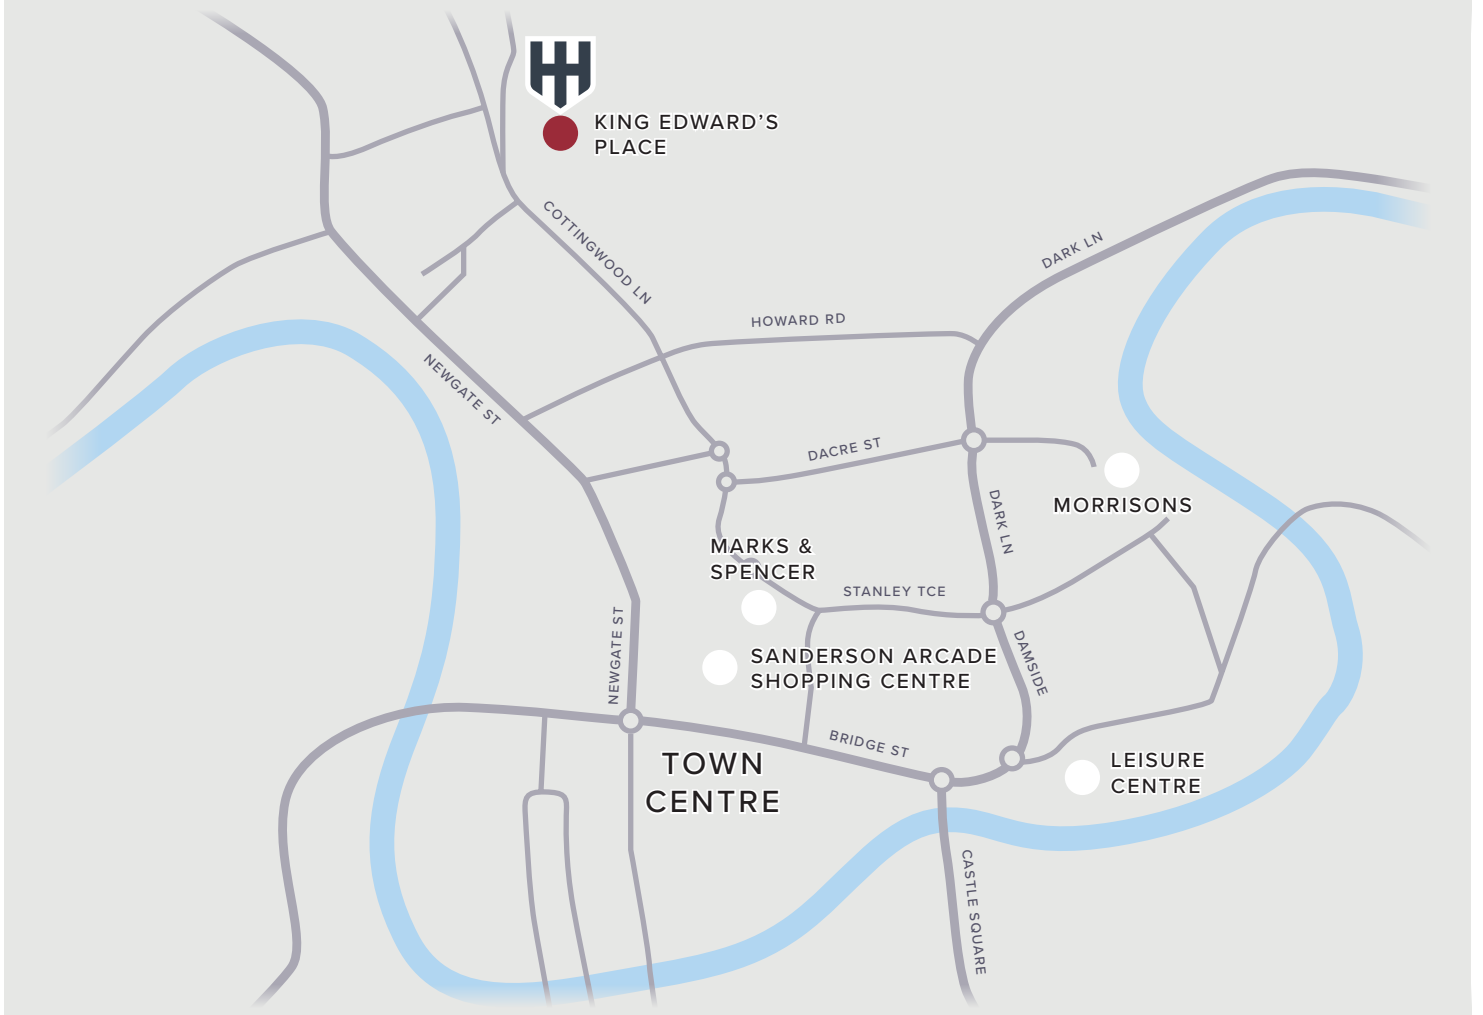 KING EDWARD’S
PLACE
COTTINGWOOD LN
DARK LN
HOWARD RD
NEWGATE ST
DACRE ST
MORRISONS
DARK LN
MARKS &
SPENCER
STANLEY TCE
NEWGATE ST
DAMSIDE
SANDERSON ARCADE
SHOPPING CENTRE
BRIDGE ST
TOWN
CENTRE
LEISURE
CENTRE
CASTLE SQUARE